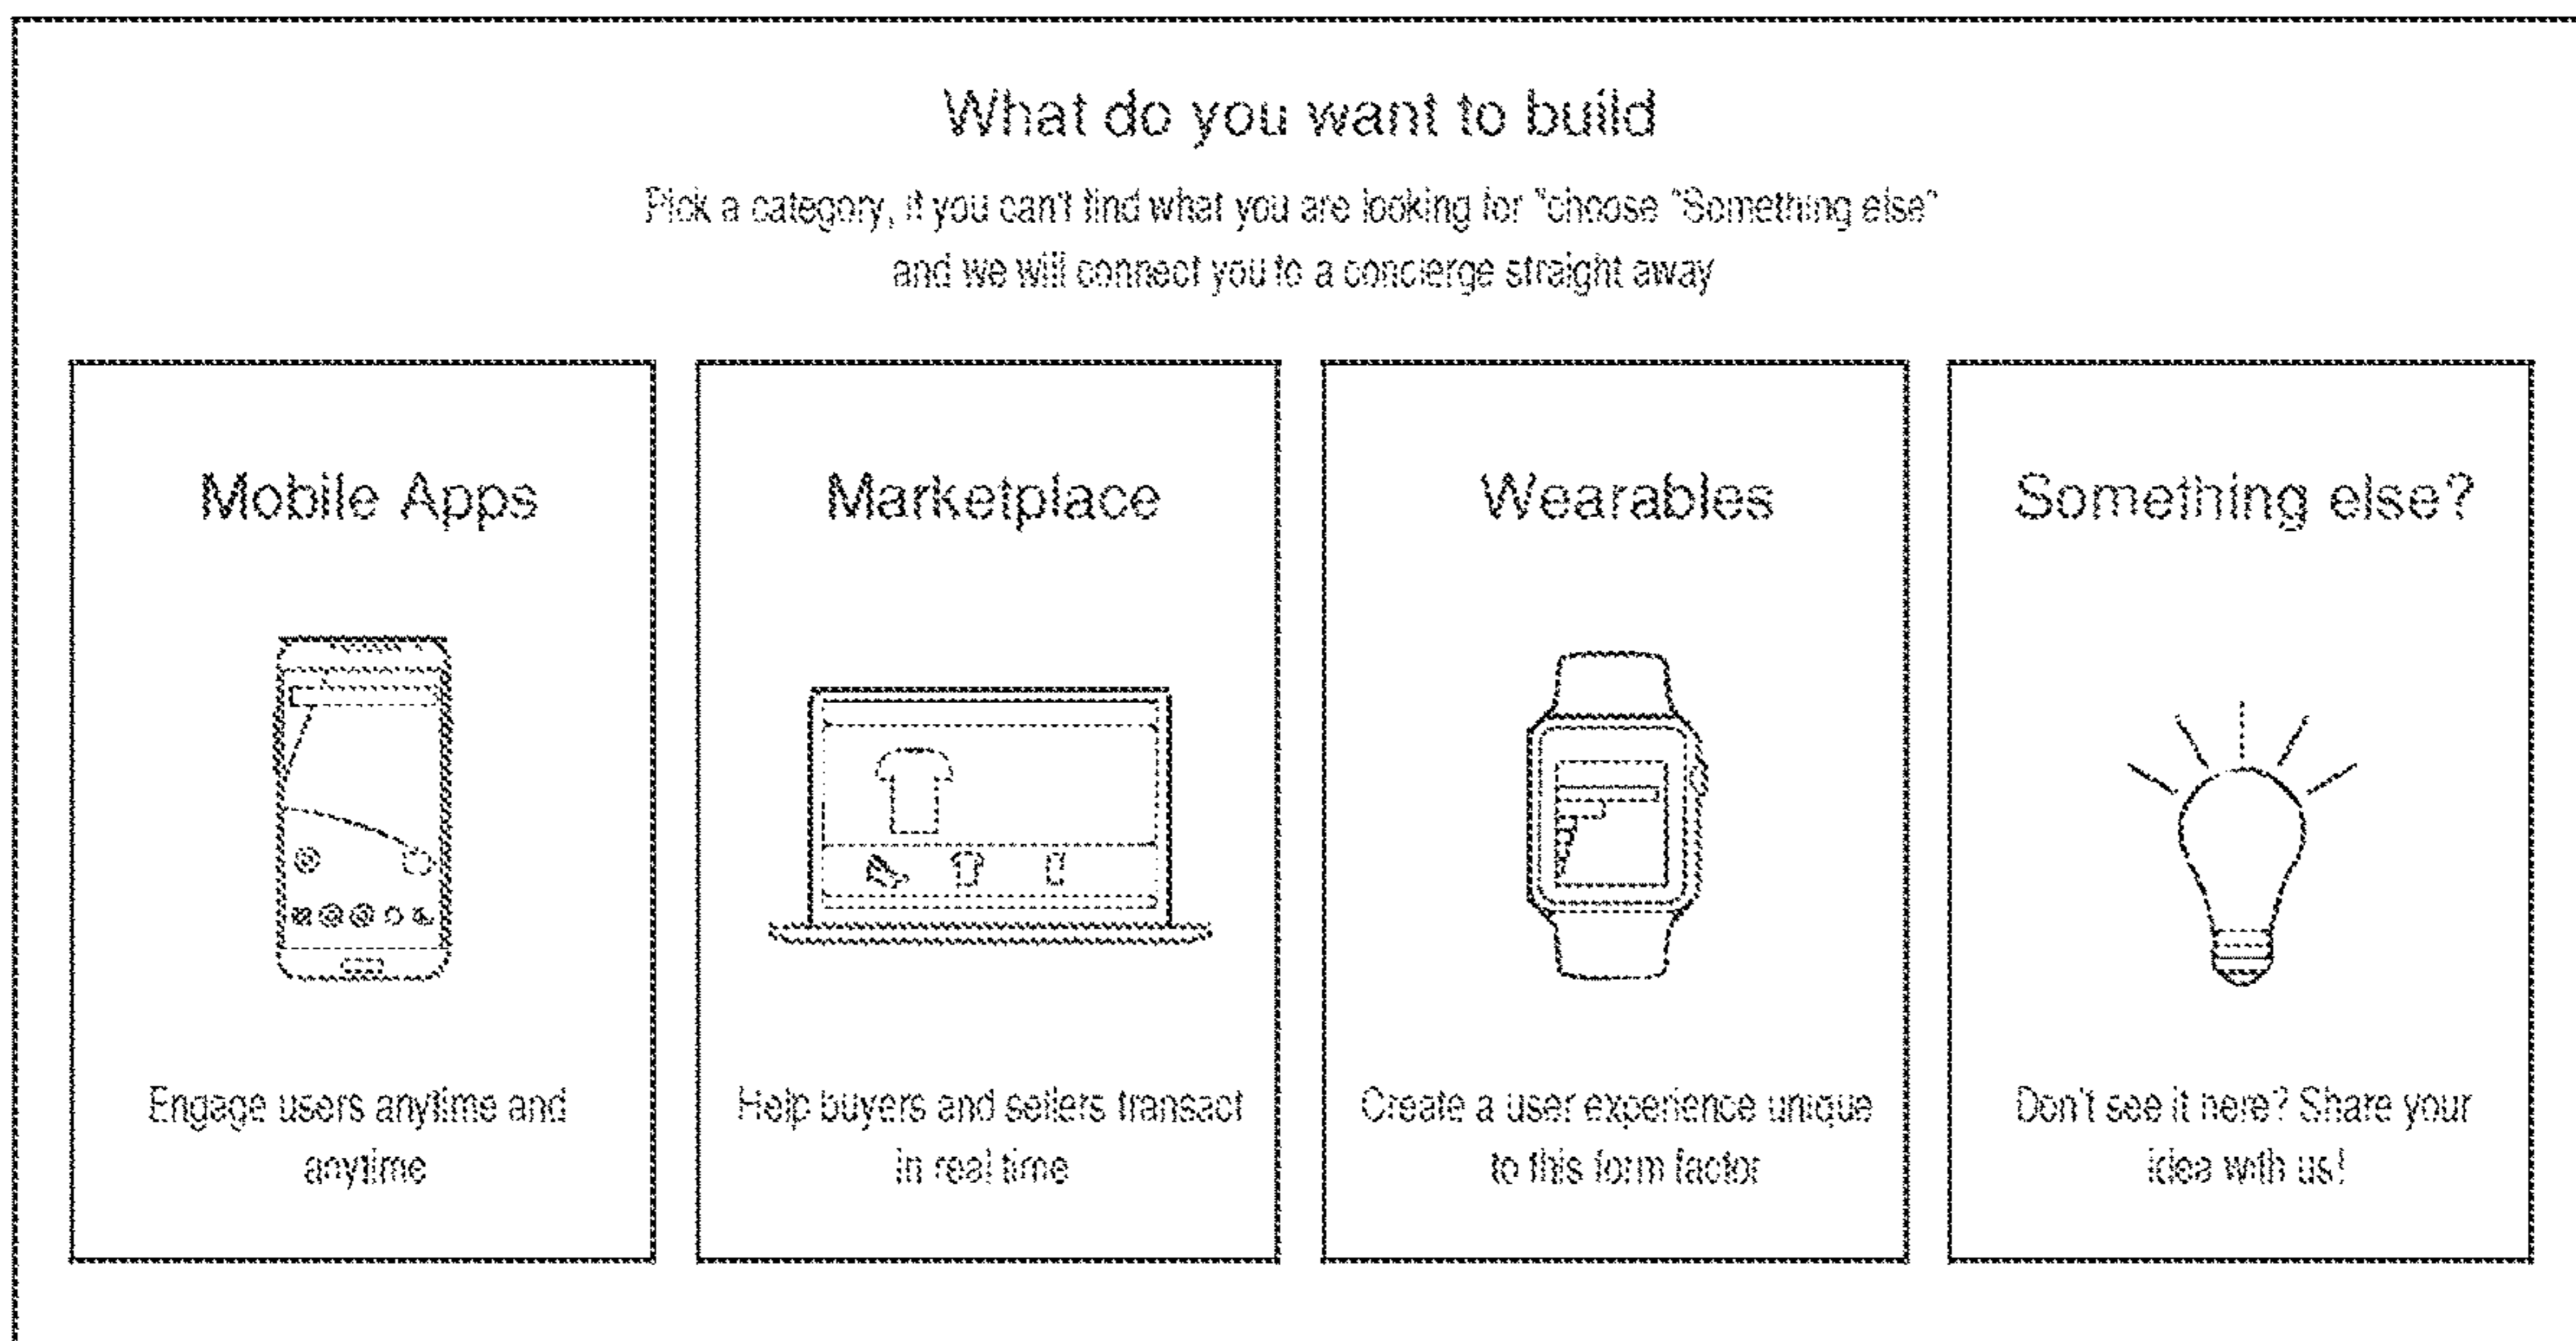 What do you want to build
Pick a category, if you can't find what you are looking for "choose "Something else"
and we will connect you to a concierge straight away
Mobile Apps
Engage users anytime and
anytime
Marketplace
Help buyers and sellers transact
in real time
Wearables
Create a user experience unique
to this form factor
Something else?
Don't see it here? Share your
idea with us!